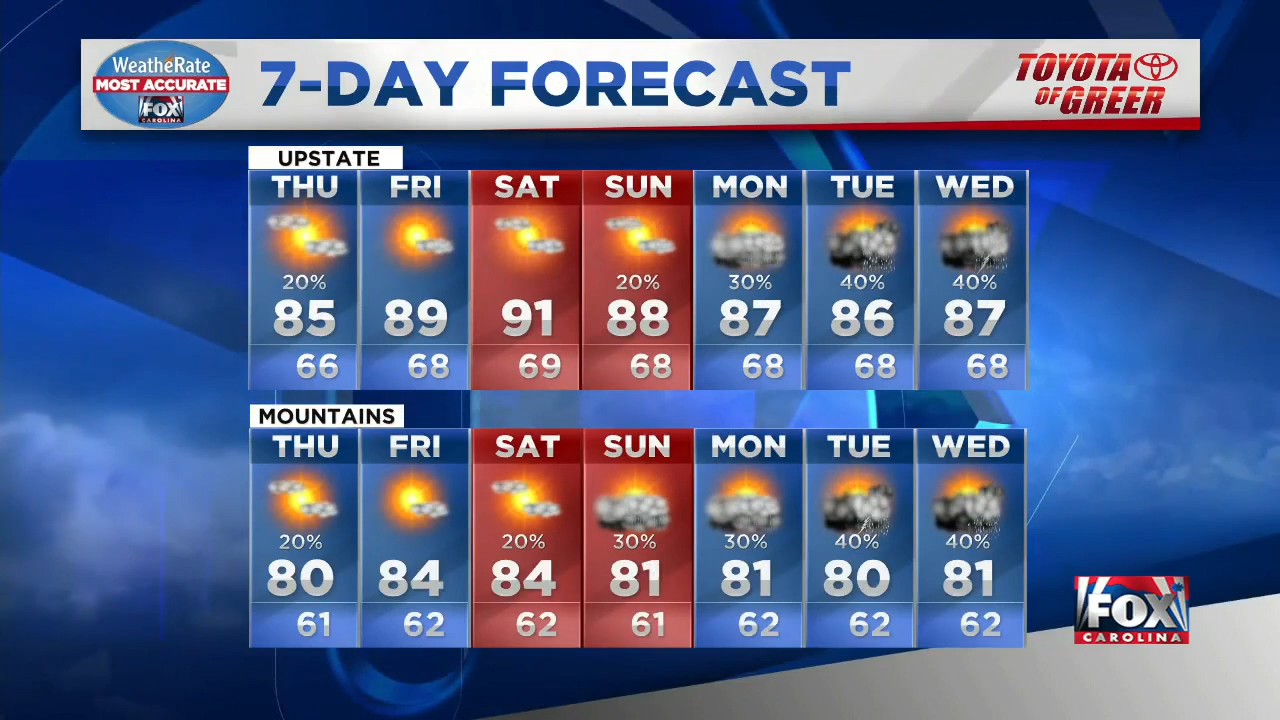 WeatheRate
MOST ACCURATE
FOX
CAROLINA
7-DAY FORECAST
TOYOTA
OF GREER
UPSTATE
THU FRI SAT SUN MON TUE WED
20% 20% 30% 40% 40%
85 89 91 88 87 86 87
66 68 69 68 68 68 68
MOUNTAINS
THU FRI SAT SUN MON TUE WED
20% 20% 30% 30% 40% 40%
80 84 84 81 81 80 81
61 62 62 61 62 62 62
FOX
CAROLINA